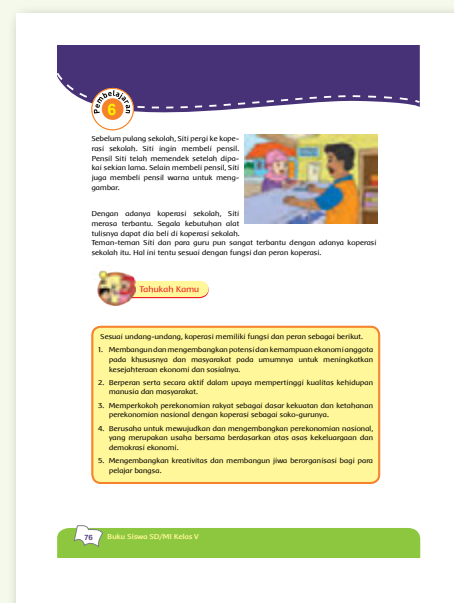 Pembelajaran
6
Sebelum pulang sekolah, Siti pergi ke kope-
rasi sekolah. Siti ingin membeli pensil.
Pensil Siti telah memendek setelah dipa-
kai sekian lama. Selain membeli pensil, Siti
juga membeli pensil warna untuk meng-
gambar.
Dengan adanya koperasi sekolah, Siti
merasa terbantu. Segala kebutuhan alat
tulisnya dapat dia beli di koperasi sekolah.
Teman-teman Siti dan para guru pun sangat terbantu dengan adanya koperasi
sekolah itu. Hal ini tentu sesuai dengan fungsi dan peran koperasi.
Tahukah Kamu
Sesuai undang-undang, koperasi memiliki fungsi dan peran sebagai berikut.
1. Membangun dan mengembangkan potensi dan kemampuan ekonomi anggota
pada khususnya dan masyarakat pada umumnya untuk meningkatkan
kesejahteraan ekonomi dan sosialnya.
2. Berperan serta secara aktif dalam upaya mempertinggi kualitas kehidupan
manusia dan masyarakat.
3. Memperkokoh perekonomian rakyat sebagai dasar kekuatan dan ketahanan
perekonomian nasional dengan koperasi sebagai soko-gurunya.
4. Berusaha untuk mewujudkan dan mengembangkan perekonomian nasional,
yang merupakan usaha bersama berdasarkan atas asas kekeluargaan dan
demokrasi ekonomi.
5. Mengembangkan kreativitas dan membangun jiwa berorganisasi bagi para
pelajar bangsa.
76
Buku Siswa SD/MI Kelas V